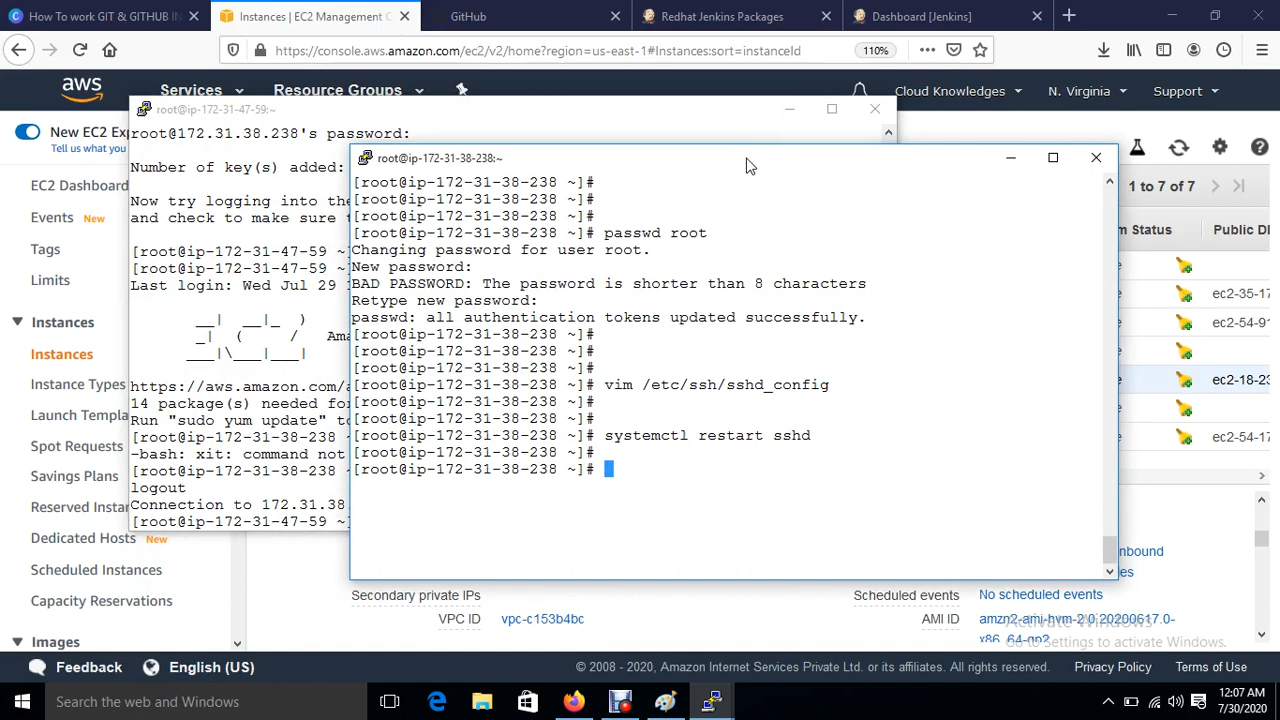 How To work GIT & GITHUB IN
Instances | EC2 Management C
GitHub
Redhat Jenkins Packages
Dashboard [Jenkins]
https://console.aws.amazon.com/ec2/v2/home?region=us-east-1#Instances:sort=instanceId
110%
aws
Services
Resource Groups
Cloud Knowledges
N. Virginia
Support
New EC2 Exp
Tell us what you
EC2 Dashboard
Events New
Tags
Limits
Instances
Instances
Instance Types
Launch Templa
Spot Requests
Savings Plans
Reserved Instan
Dedicated Hosts New
Scheduled Instances
Capacity Reservations
Images
root@ip-172-31-47-59:~
root@172.31.38.238's password:
Number of key(s) added:
Now try logging into the
and check to make sure t
[root@ip-172-31-47-59 ~]
[root@ip-172-31-47-59 ~]
Last login: Wed Jul 29 1
__| __|_ )
_| ( / Ama
___|\___|___|
https://aws.amazon.com/a
14 package(s) needed for
Run "sudo yum update" to
[root@ip-172-31-38-238 ~
-bash: xit: command not
[root@ip-172-31-38-238 ~
logout
Connection to 172.31.38.
[root@ip-172-31-47-59 ~]
root@ip-172-31-38-238:~
[root@ip-172-31-38-238 ~]#
[root@ip-172-31-38-238 ~]#
[root@ip-172-31-38-238 ~]#
[root@ip-172-31-38-238 ~]# passwd root
Changing password for user root.
New password:
BAD PASSWORD: The password is shorter than 8 characters
Retype new password:
passwd: all authentication tokens updated successfully.
[root@ip-172-31-38-238 ~]#
[root@ip-172-31-38-238 ~]#
[root@ip-172-31-38-238 ~]#
[root@ip-172-31-38-238 ~]# vim /etc/ssh/sshd_config
[root@ip-172-31-38-238 ~]#
[root@ip-172-31-38-238 ~]#
[root@ip-172-31-38-238 ~]# systemctl restart sshd
[root@ip-172-31-38-238 ~]#
[root@ip-172-31-38-238 ~]#
1 to 7 of 7
m Status
Public DI
ec2-35-17
ec2-54-91
ec2-18-23
ec2-54-17
nbound
es
Secondary private IPs
Scheduled events
No scheduled events
VPC ID
vpc-c153b4bc
AMI ID
amzn2-ami-hvm-2.0.20200617.0-
x86_64-gp2
Activate Windows
Go to Settings to activate Windows.
Feedback
English (US)
© 2008 - 2020, Amazon Internet Services Private Ltd. or its affiliates. All rights reserved.
Privacy Policy
Terms of Use
Search the web and Windows
12:07 AM
7/30/2020